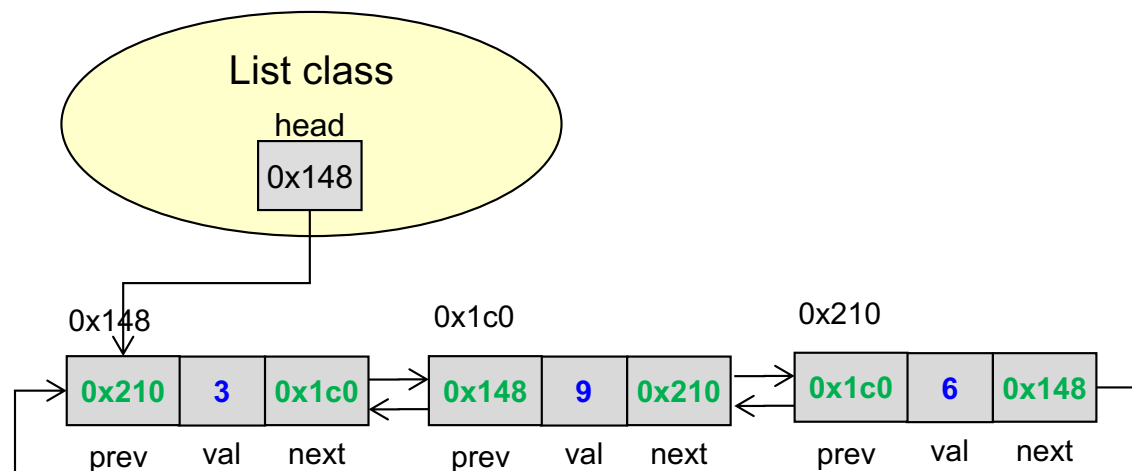 List class
head
0x148
0x148 0x1c0 0x210
0x210 3 0x1c0 0x148 9 0x210 0x1c0 6 0x148
prev val next prev val next prev val next